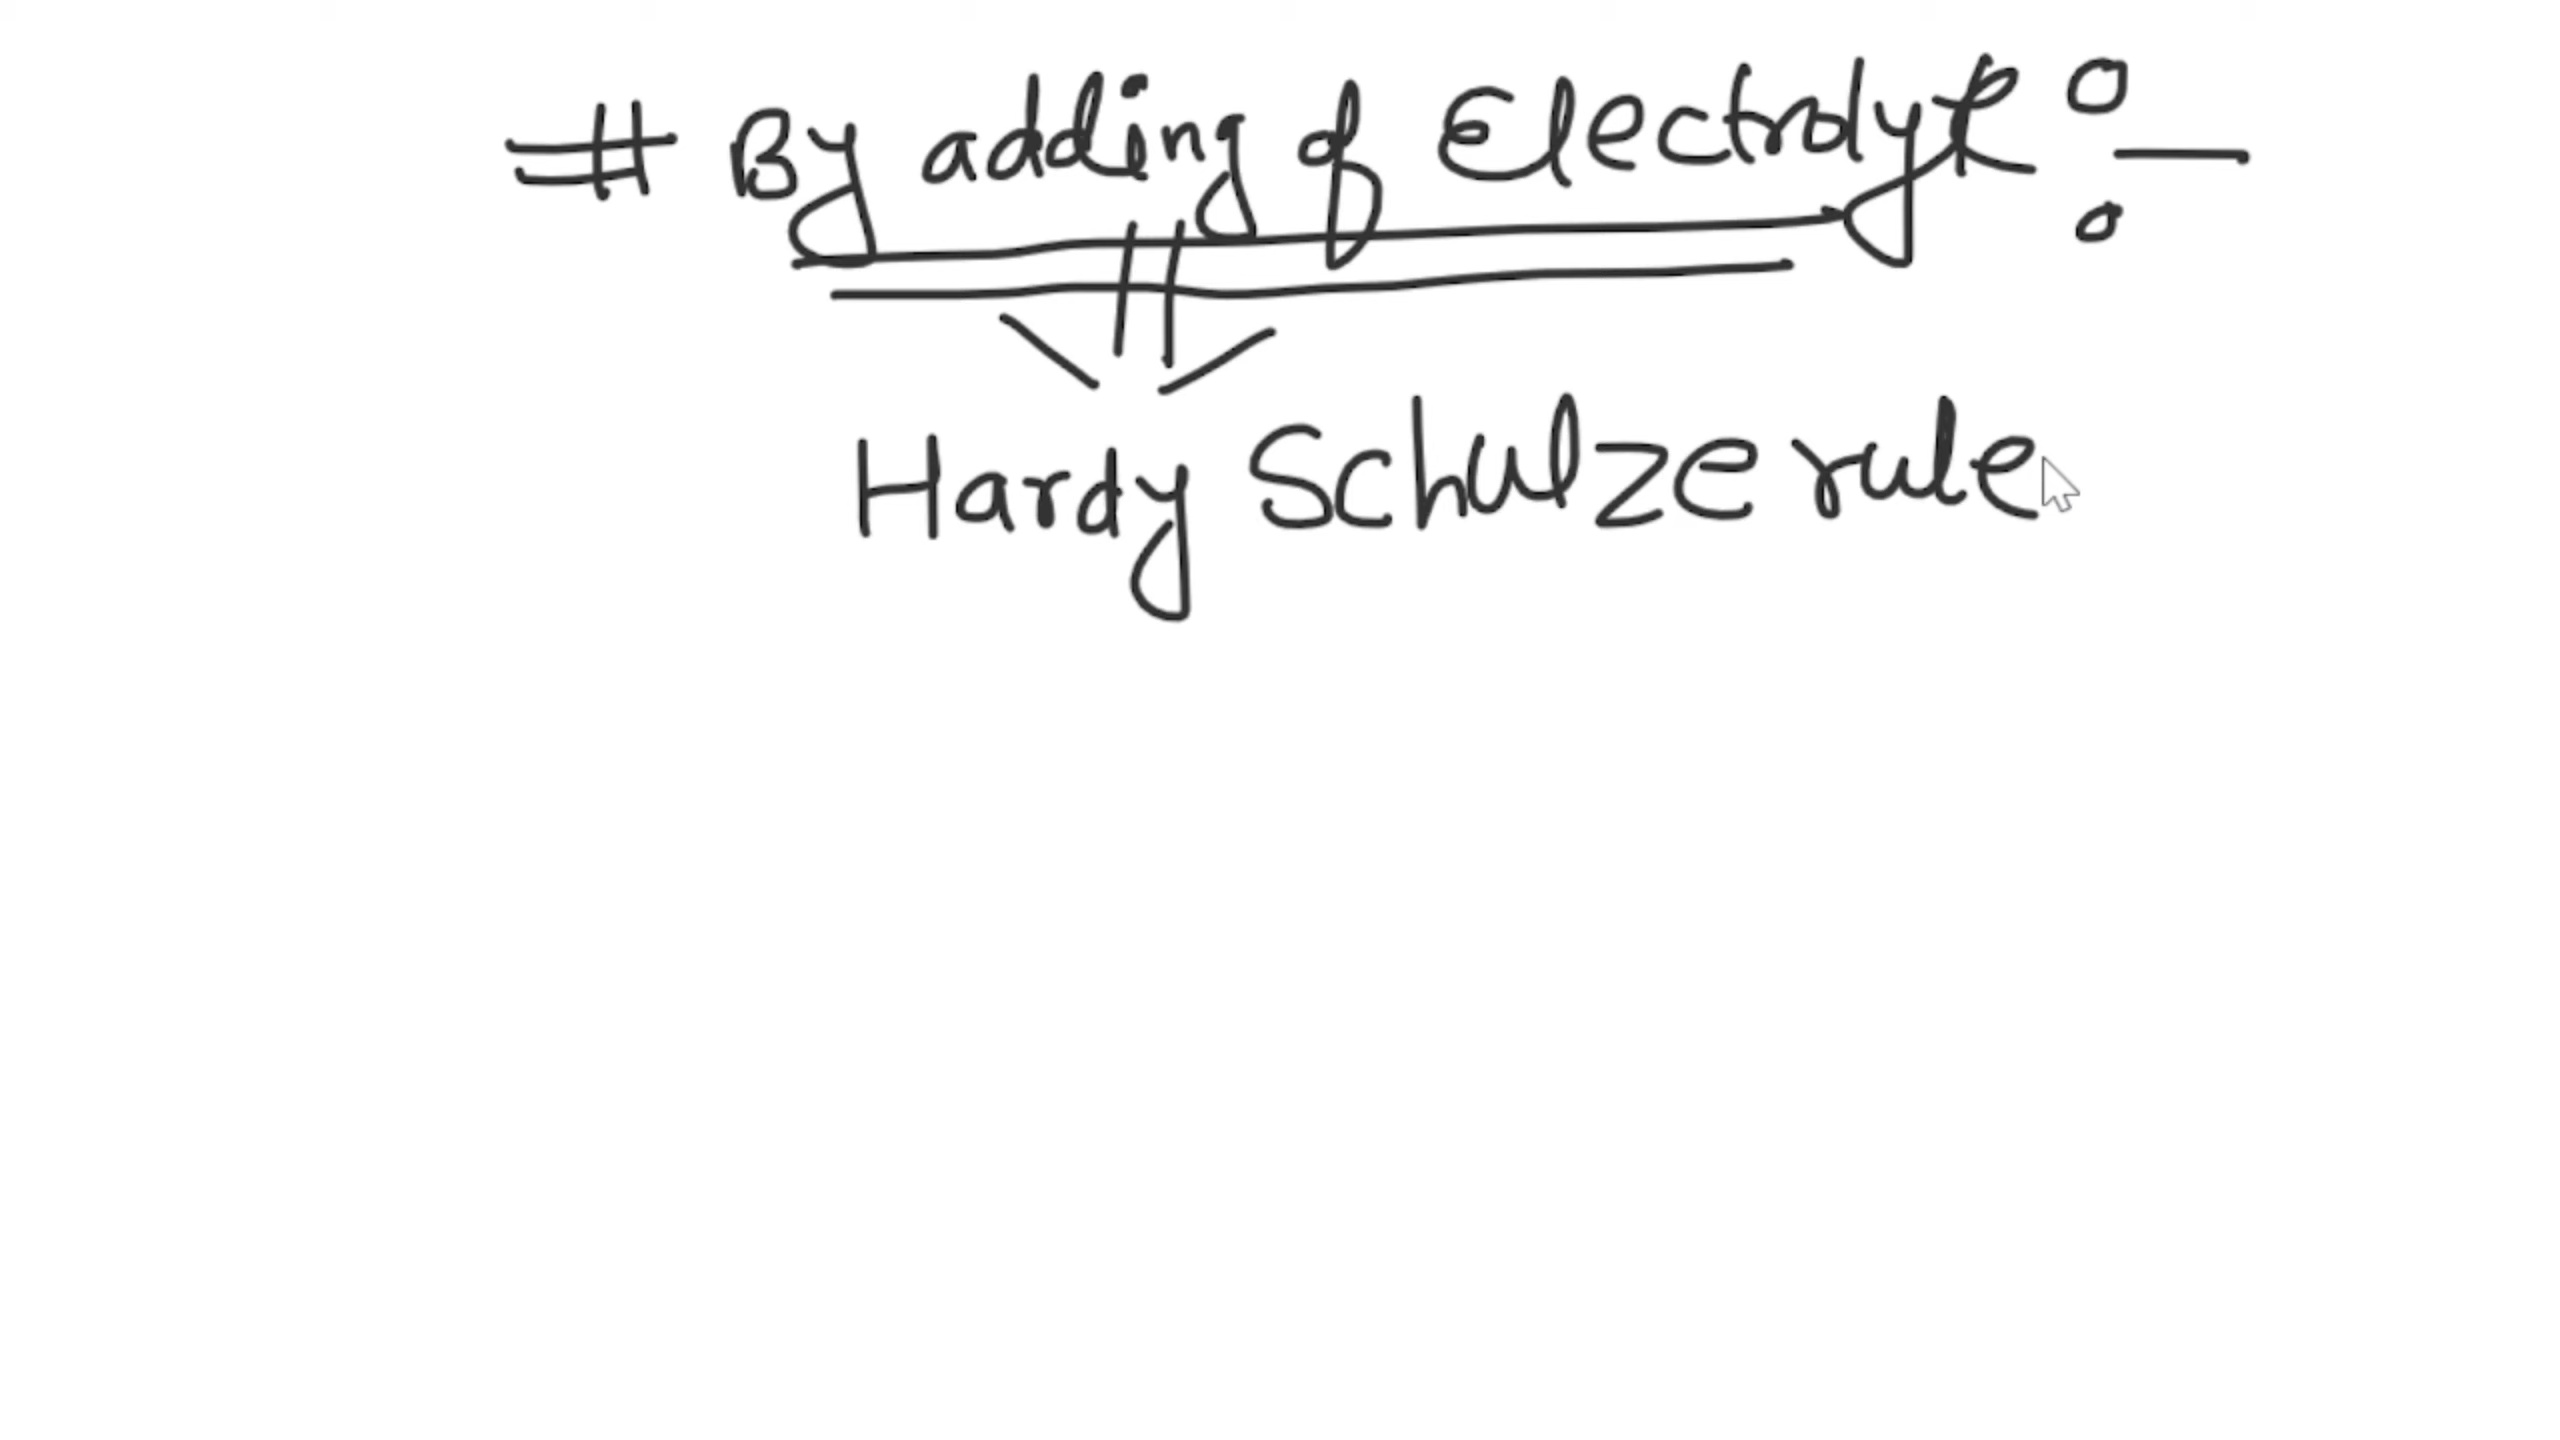 # By adding of Electrolyte :-
Hardy Schulze rule